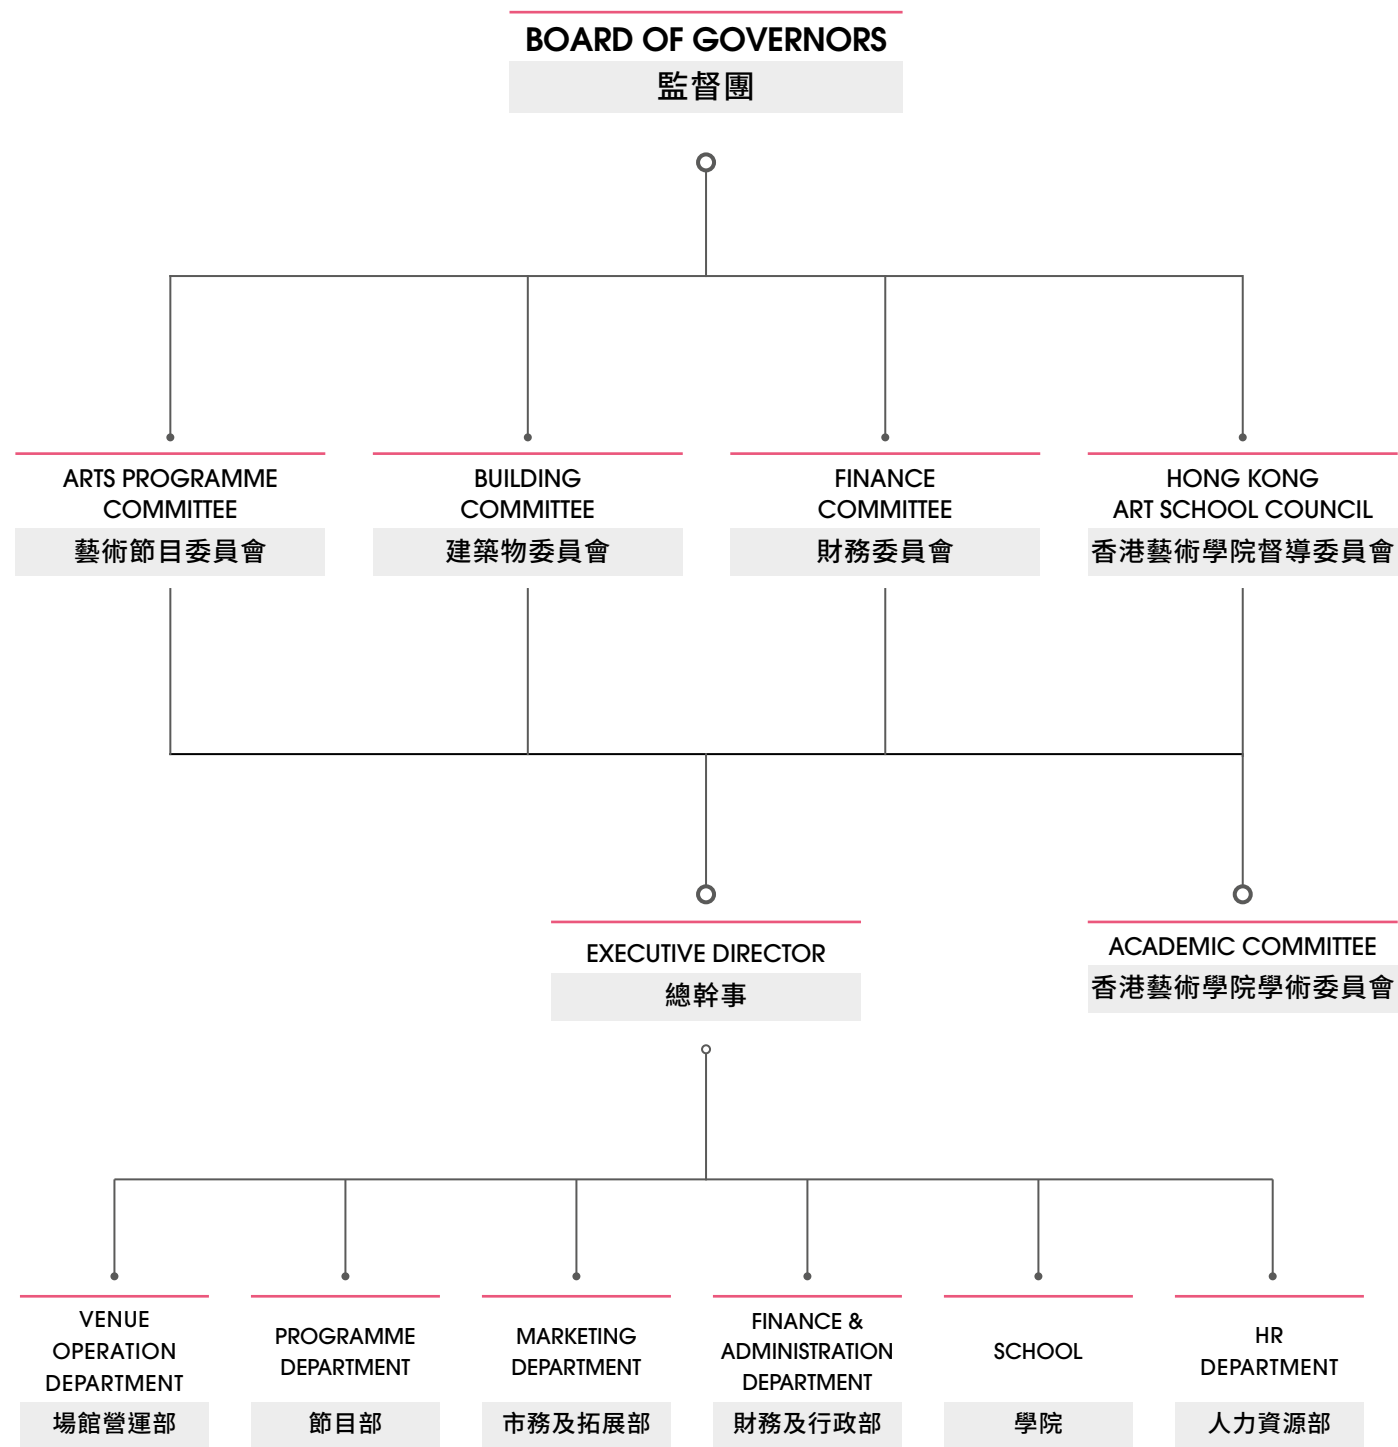 BOARD OF GOVERNORS
監督團
ARTS PROGRAMME
COMMITTEE
藝術節目委員會
BUILDING
COMMITTEE
建築物委員會
FINANCE
COMMITTEE
財務委員會
HONG KONG
ART SCHOOL COUNCIL
香港藝術學院督導委員會
EXECUTIVE DIRECTOR
總幹事
ACADEMIC COMMITTEE
香港藝術學院學術委員會
VENUE
OPERATION
DEPARTMENT
場館營運部
PROGRAMME
DEPARTMENT
節目部
MARKETING
DEPARTMENT
市務及拓展部
FINANCE &
ADMINISTRATION
DEPARTMENT
財務及行政部
SCHOOL
學院
HR
DEPARTMENT
人力資源部